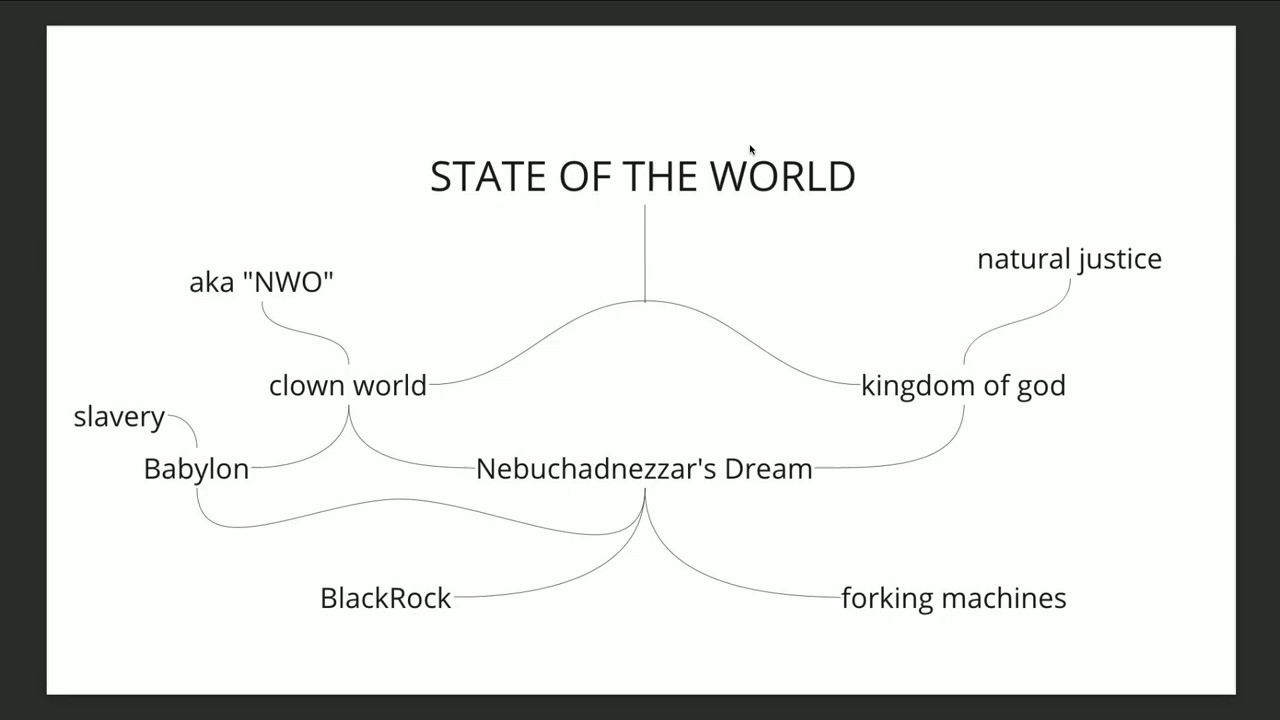 STATE OF THE WORLD
natural justice
aka "NWO"
clown world
kingdom of god
slavery
Babylon
Nebuchadnezzar's Dream
BlackRock
forking machines